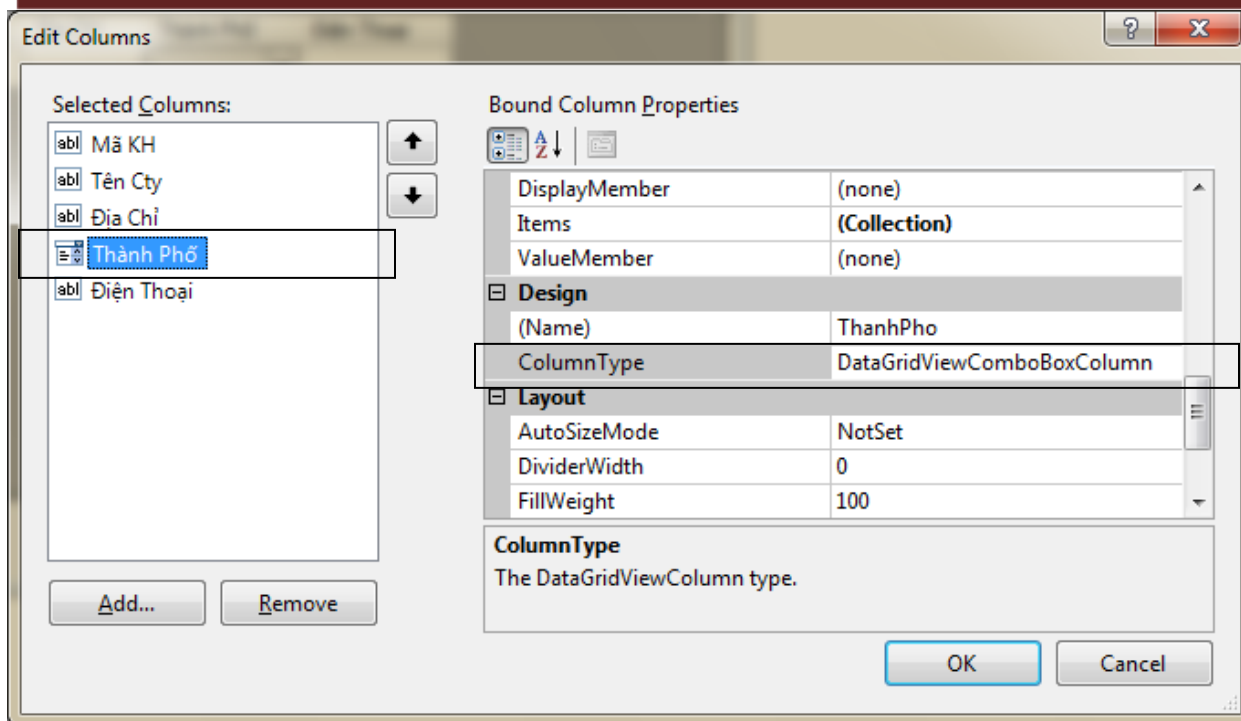 Edit Columns
Selected Columns:
Mã KH
Tên Cty
Địa Chỉ
Thành Phố
Điện Thoại
Add...
Remove
Bound Column Properties
DisplayMember (none)
Items (Collection)
ValueMember (none)
Design
(Name) ThanhPho
ColumnType DataGridViewComboBoxColumn
Layout
AutoSizeMode NotSet
DividerWidth 0
FillWeight 100
ColumnType
The DataGridViewColumn type.
OK
Cancel